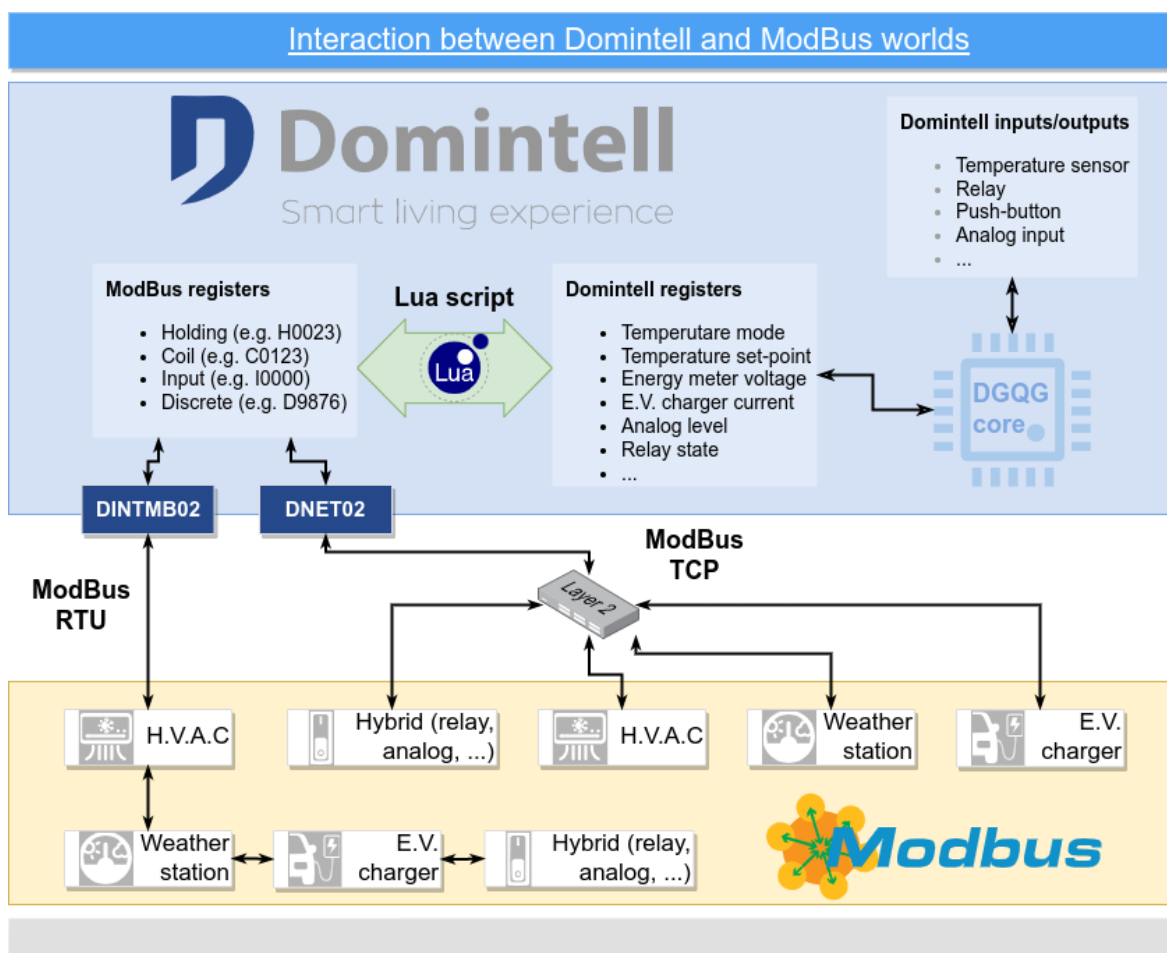 Interaction between Domintell and ModBus worlds
Domintell
Smart living experience
Domintell inputs/outputs
Temperature sensor
Relay
Push-button
Analog input
...
ModBus registers
Holding (e.g. H0023)
Coil (e.g. C0123)
Input (e.g. I0000)
Discrete (e.g. D9876)
Lua script
Lua
Domintell registers
Temperutare mode
Temperature set-point
Energy meter voltage
E.V. charger current
Analog level
Relay state
...
DGQG
core
DINTMB02
DNET02
ModBus
RTU
ModBus
TCP
Layer 2
H.V.A.C
Hybrid (relay,
analog, ...)
H.V.A.C
Weather
station
E.V.
charger
Weather
station
E.V.
charger
Hybrid (relay,
analog, ...)
Modbus